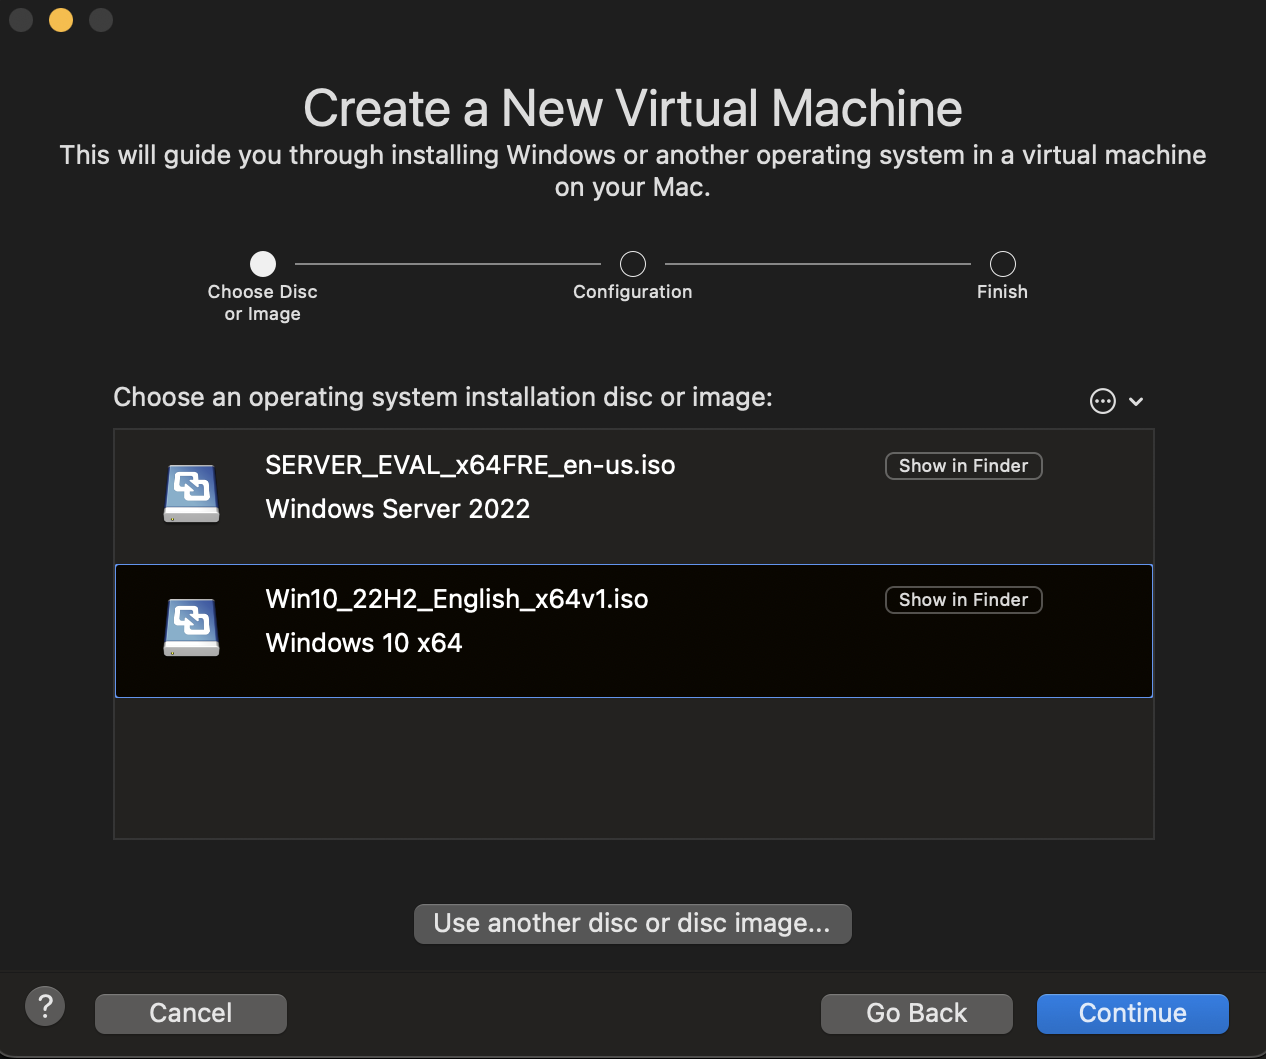 Create a New Virtual Machine
This will guide you through installing Windows or another operating system in a virtual machine
on your Mac.
Choose Disc
or Image
Configuration
Finish
Choose an operating system installation disc or image:
SERVER_EVAL_x64FRE_en-us.iso
Show in Finder
Windows Server 2022
Win10_22H2_English_x64v1.iso
Show in Finder
Windows 10 x64
Use another disc or disc image...
?
Cancel
Go Back
Continue